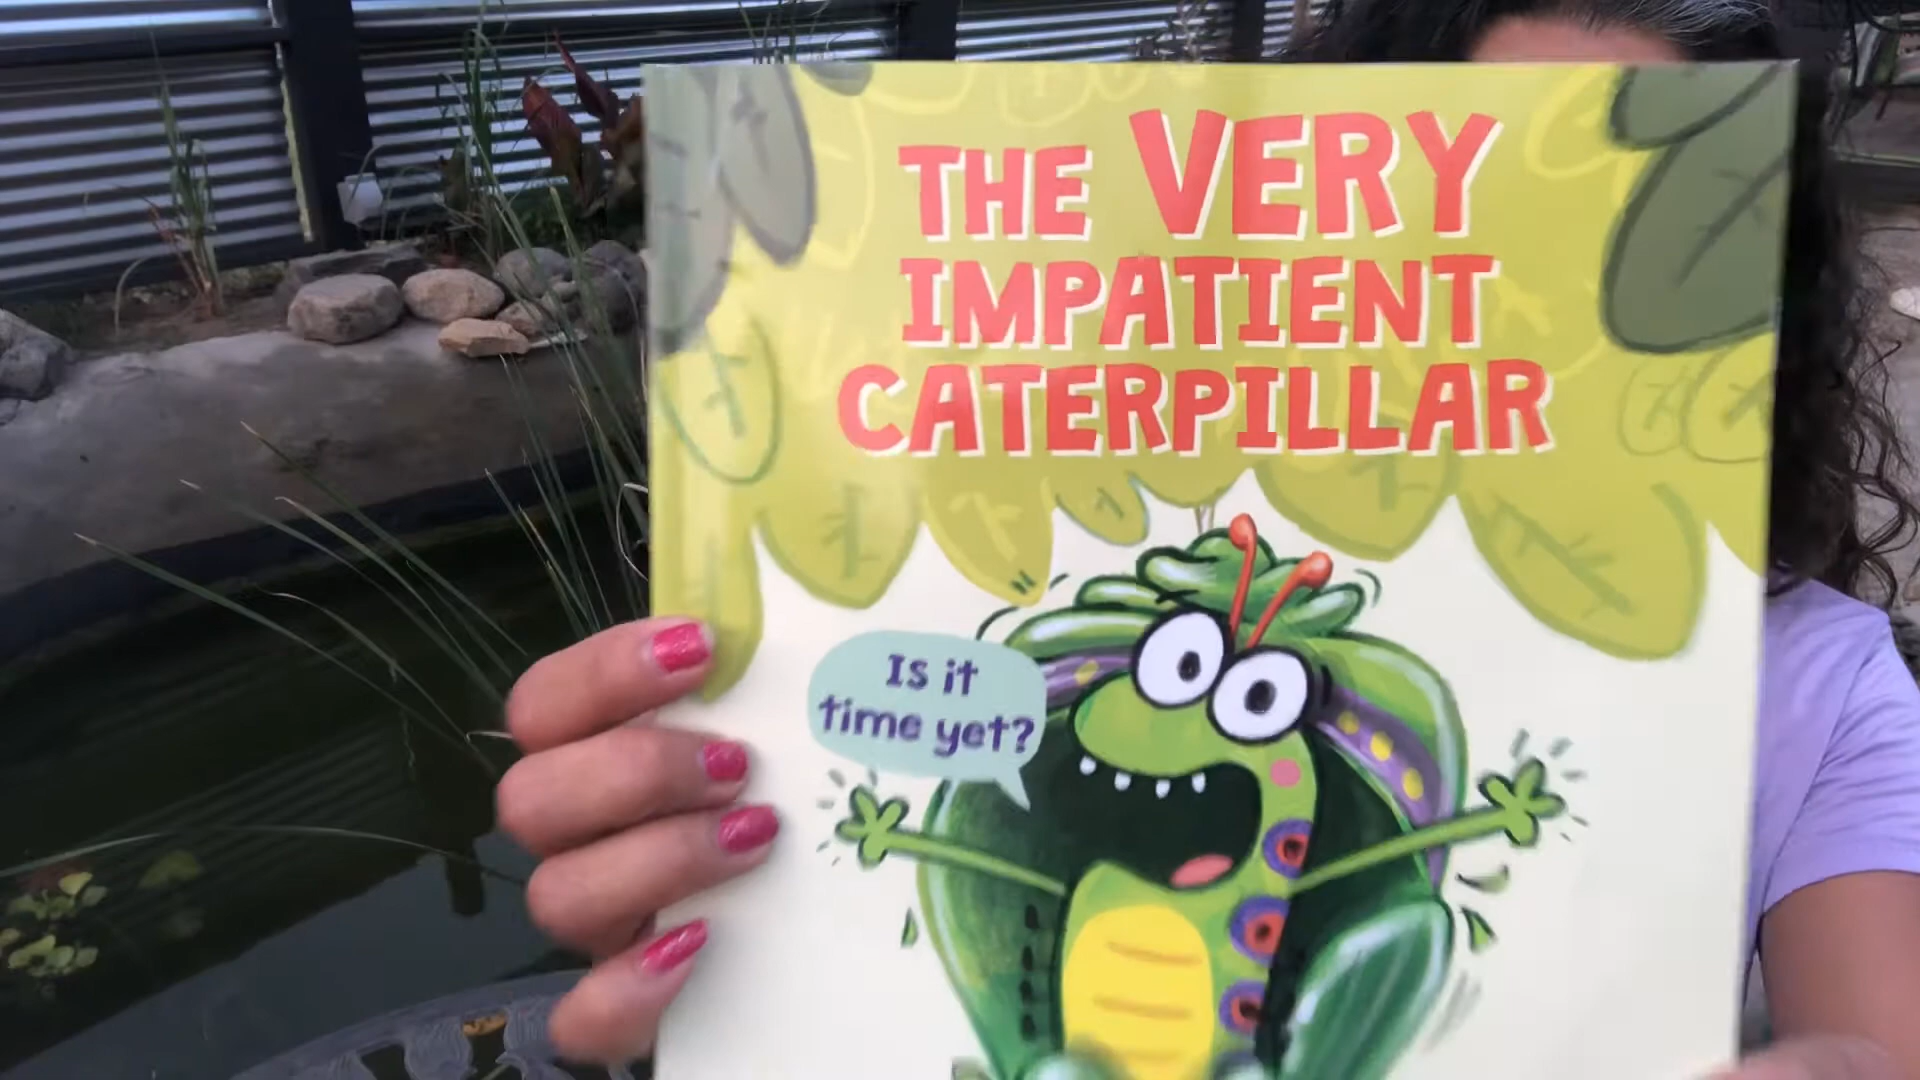 THE VERY
IMPATIENT
CATERPILLAR
Is it
time yet?